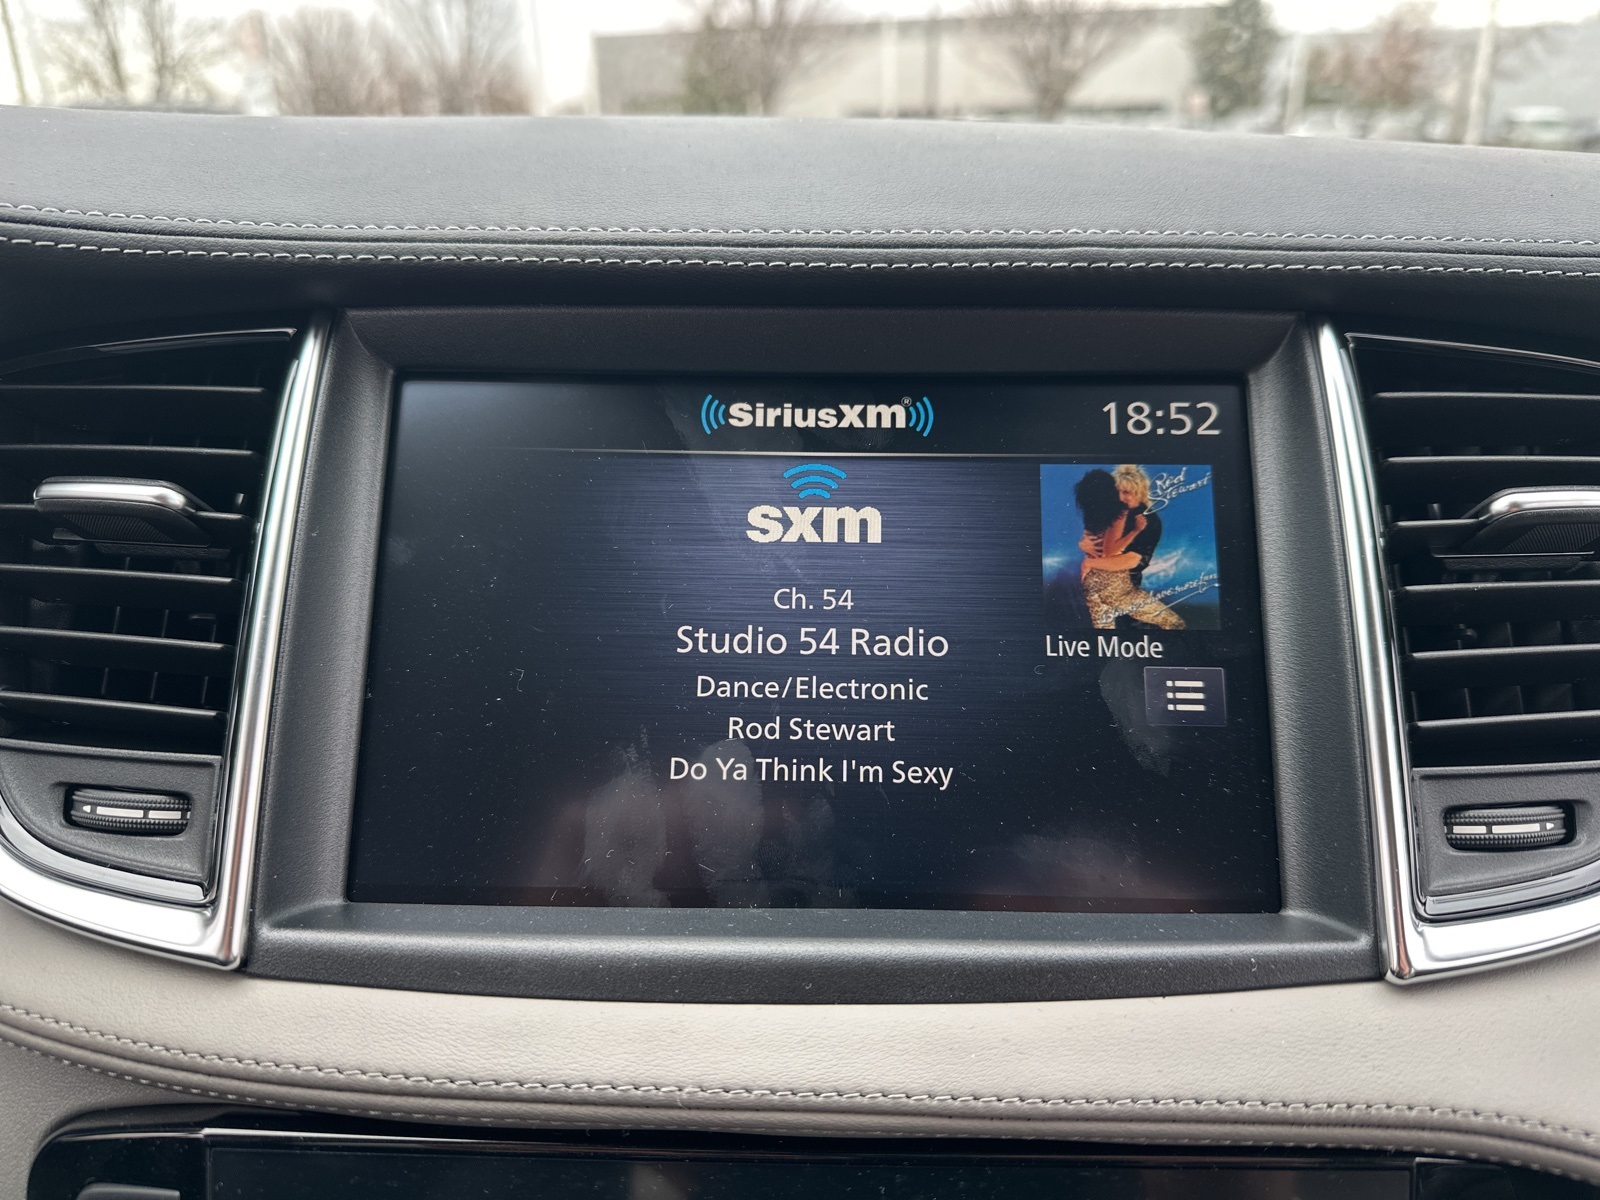 SiriusXM®
18:52
sxm
Rod
Stewart
Ch. 54
Studio 54 Radio
Live Mode
Dance/Electronic
Rod Stewart
Do Ya Think I'm Sexy